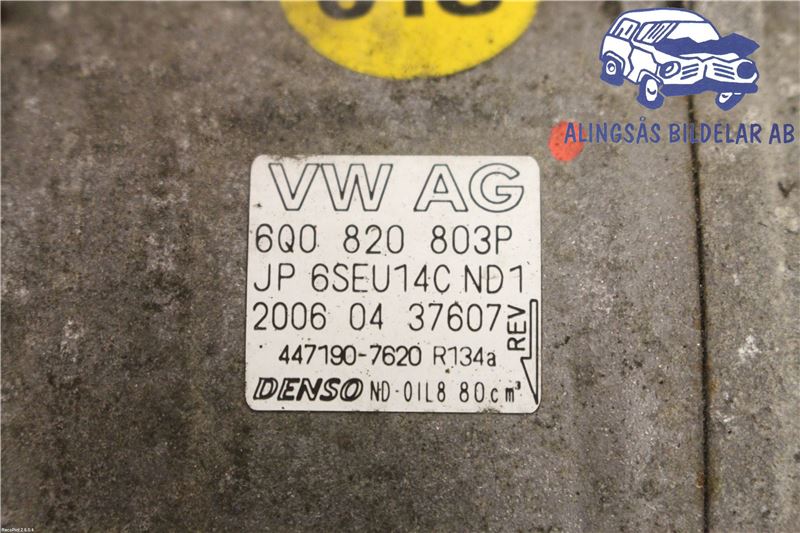 ALINGSÅS BILDELAR AB
VW AG
6Q0 820 803P
JP 6SEU14C ND1
2006 04 37607
REV
447190-7620 R134a
DENSO ND-OIL8 80cm³